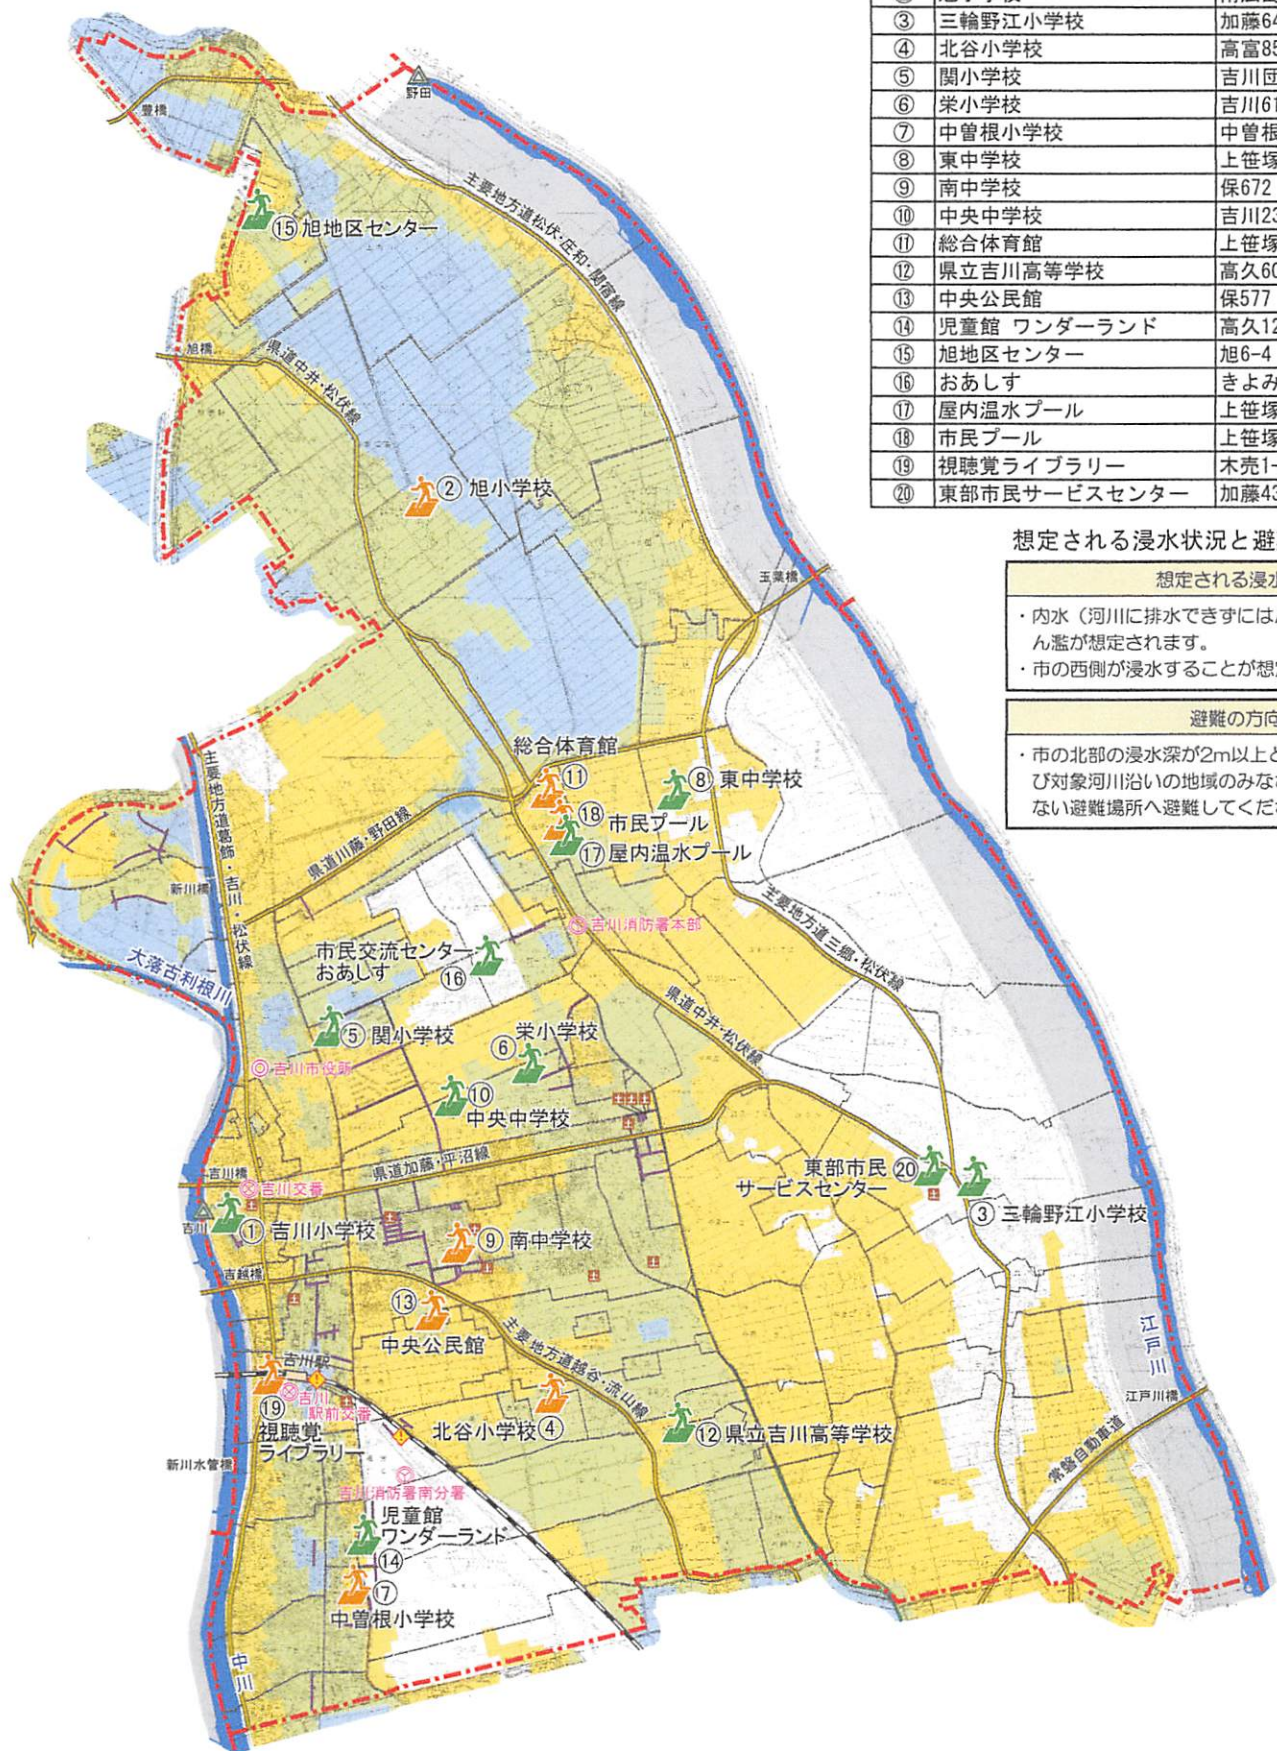 ③ 三輪野江小学校 加藤64
④ 北谷小学校 高富85
⑤ 関小学校 吉川団
⑥ 栄小学校 吉川61
⑦ 中曽根小学校 中曽根
⑧ 東中学校 上笹塚
⑨ 南中学校 保672
⑩ 中央中学校 吉川23
⑪ 総合体育館 上笹塚
⑫ 県立吉川高等学校 高久60
⑬ 中央公民館 保577
⑭ 児童館 ワンダーランド 高久12
⑮ 旭地区センター 旭6-4
⑯ おあしす きよみ
⑰ 屋内温水プール 上笹塚
⑱ 市民プール 上笹塚
⑲ 視聴覚ライブラリー 木売1-
⑳ 東部市民サービスセンター 加藤43
想定される浸水状況と避
想定される浸水
・内水（河川に排水できずには
ん濫が想定されます。
・市の西側が浸水することが想
避難の方向
・市の北部の浸水深が2m以上と
び対象河川沿いの地域のみな
ない避難場所へ避難してくだ
野田
豊橋
主要地方道松伏・庄和・関宿線
⑮ 旭地区センター
旭橋
県道中井・松伏線
② 旭小学校
玉葉橋
総合体育館
⑪
⑧ 東中学校
⑱ 市民プール
⑰ 屋内温水プール
主要地方道葛飾・吉川・松伏線
県道川藤・野田線
新川橋
大落古利根川
吉川消防署本部
主要地方道三郷・松伏線
市民交流センター
おあしす
⑯
県道中井・松伏線
⑤ 関小学校
栄小学校
⑥
吉川市役所
⑩
中央中学校
県道加藤・平沼線
吉川橋
吉川交番
吉川
① 吉川小学校
東部市民
サービスセンター
⑳
③ 三輪野江小学校
⑨ 南中学校
吉越橋
⑬
中央公民館
主要地方道越谷・流山線
江戸川
吉川駅
吉川
駅前交番
⑲
視聴覚
ライブラリー
北谷小学校 ④
⑫ 県立吉川高等学校
江戸川橋
常磐自動車道
新川水管橋
吉川消防署南分署
児童館
ワンダーランド
⑭
⑦
中曽根小学校
中川